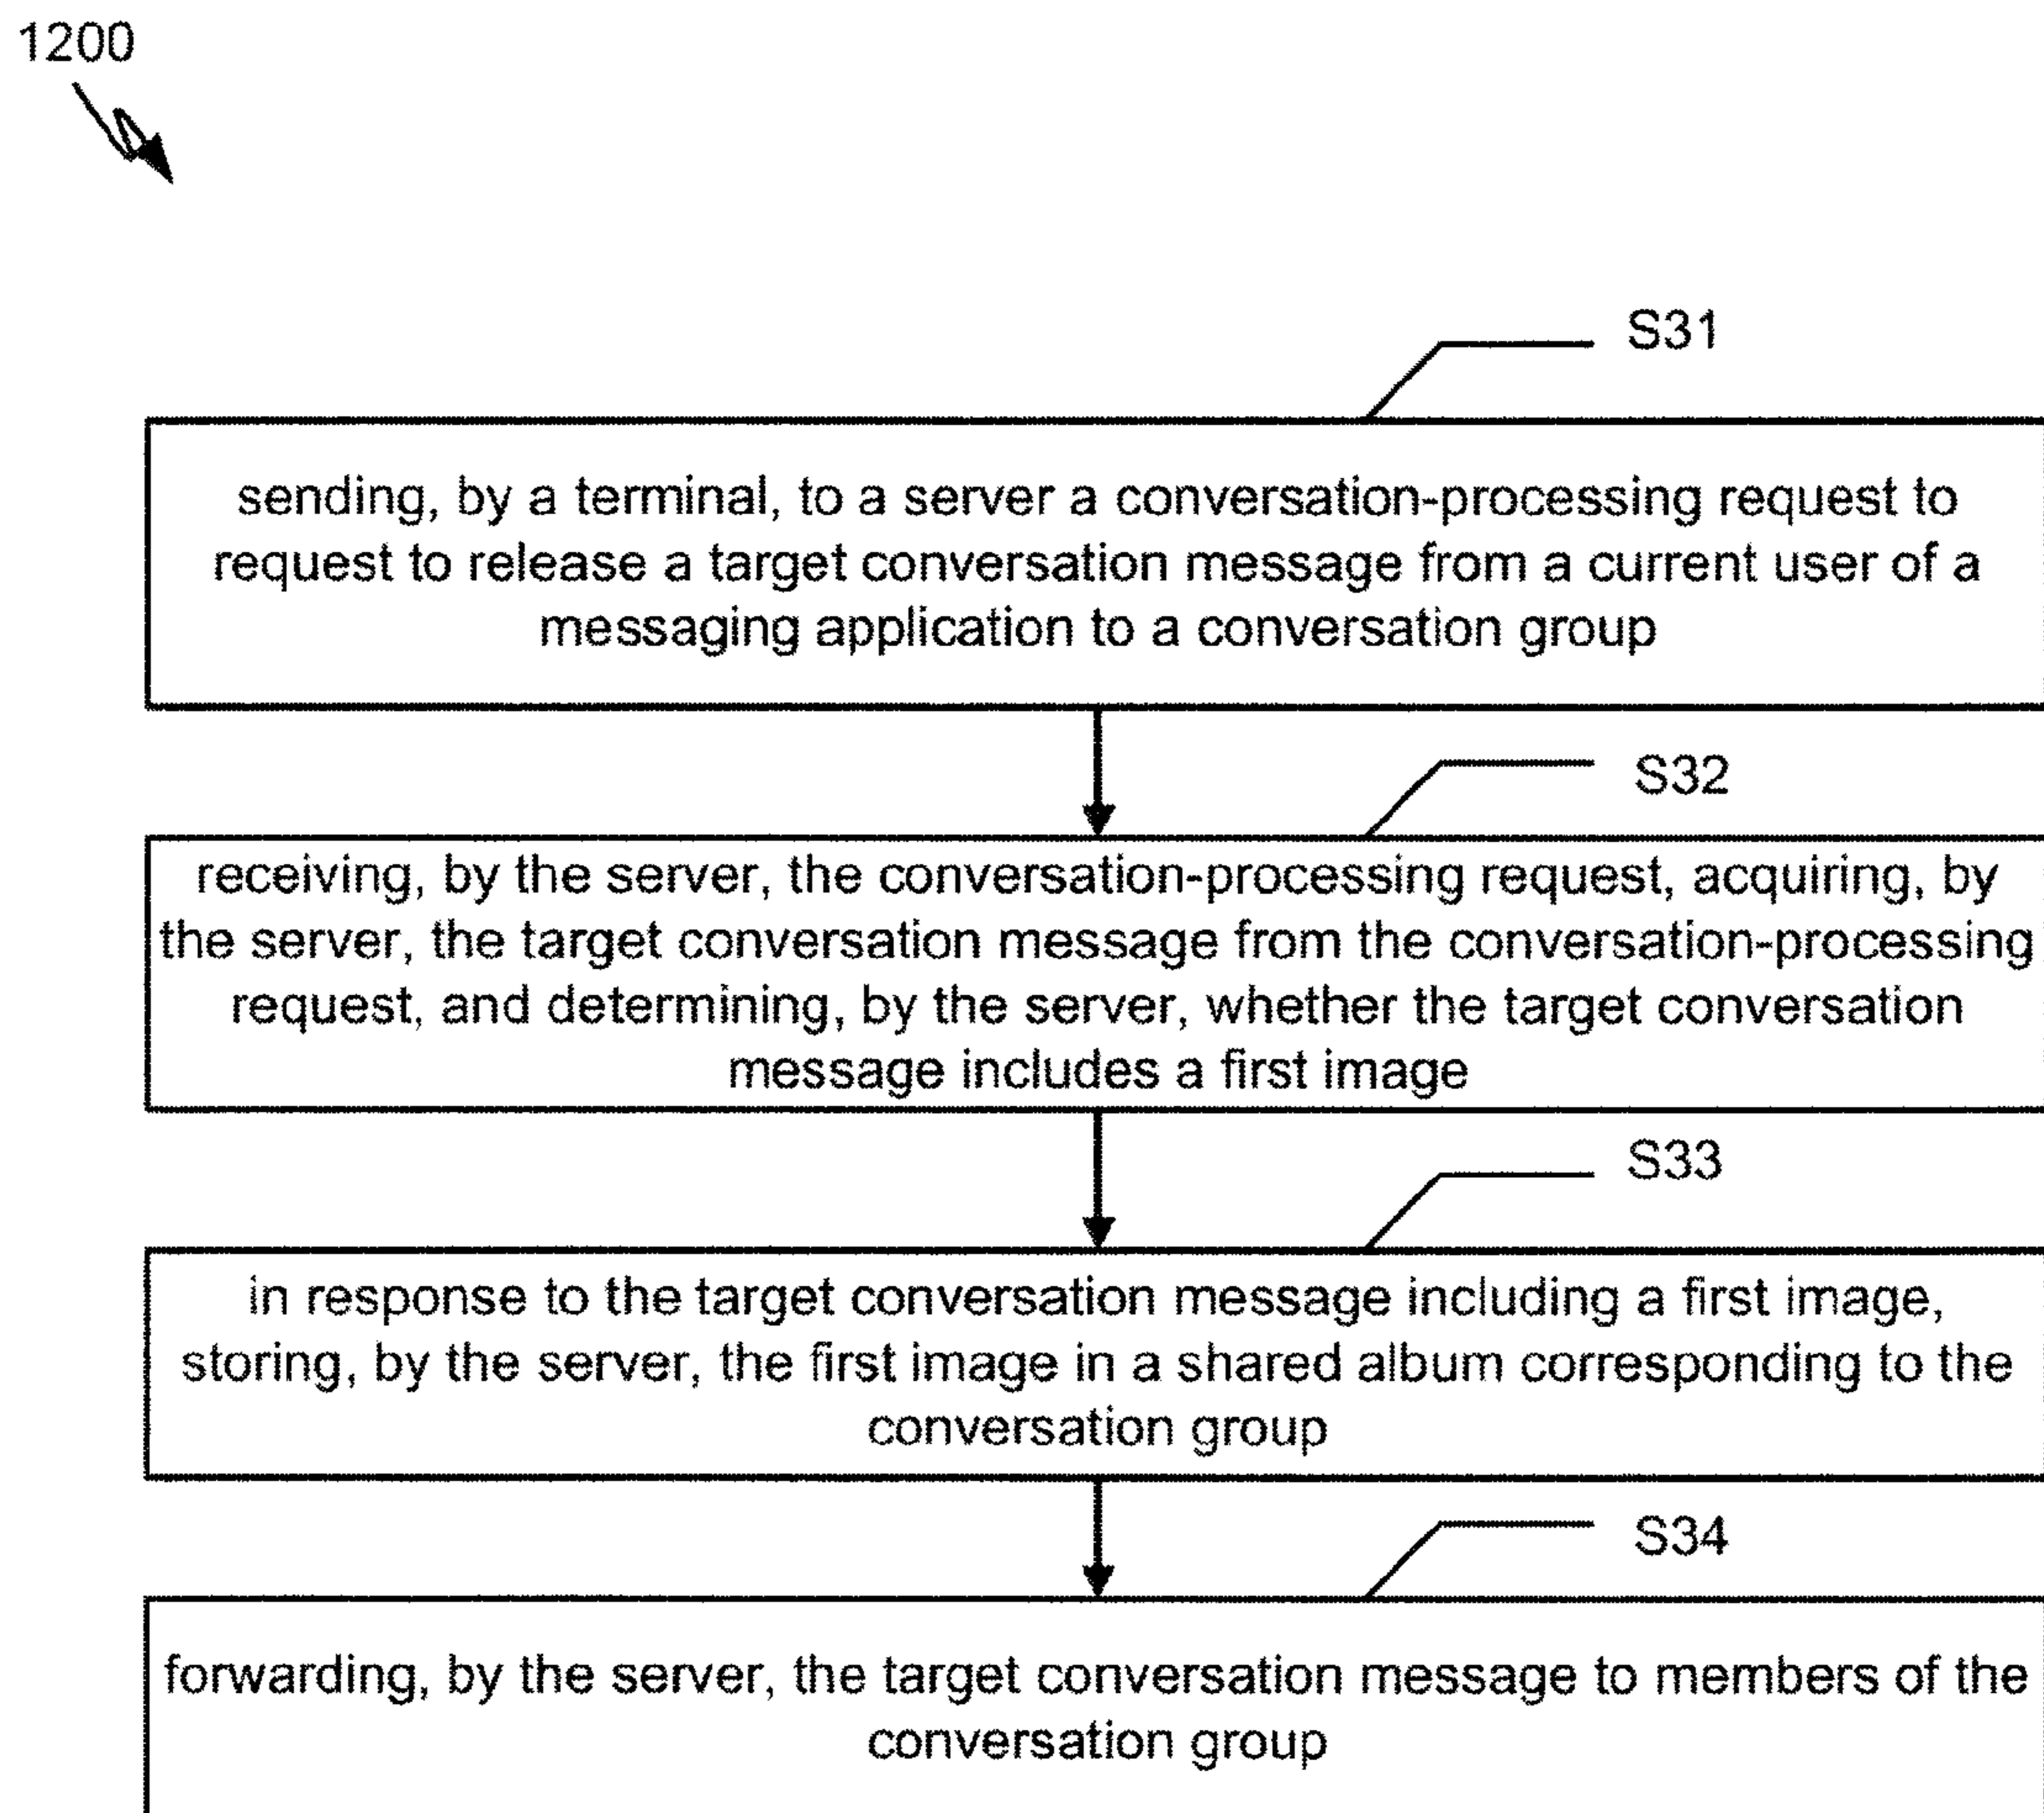 1200
S31
sending, by a terminal, to a server a conversation-processing request to
request to release a target conversation message from a current user of a
messaging application to a conversation group
S32
receiving, by the server, the conversation-processing request, acquiring, by
the server, the target conversation message from the conversation-processing
request, and determining, by the server, whether the target conversation
message includes a first image
S33
in response to the target conversation message including a first image,
storing, by the server, the first image in a shared album corresponding to the
conversation group
S34
forwarding, by the server, the target conversation message to members of the
conversation group